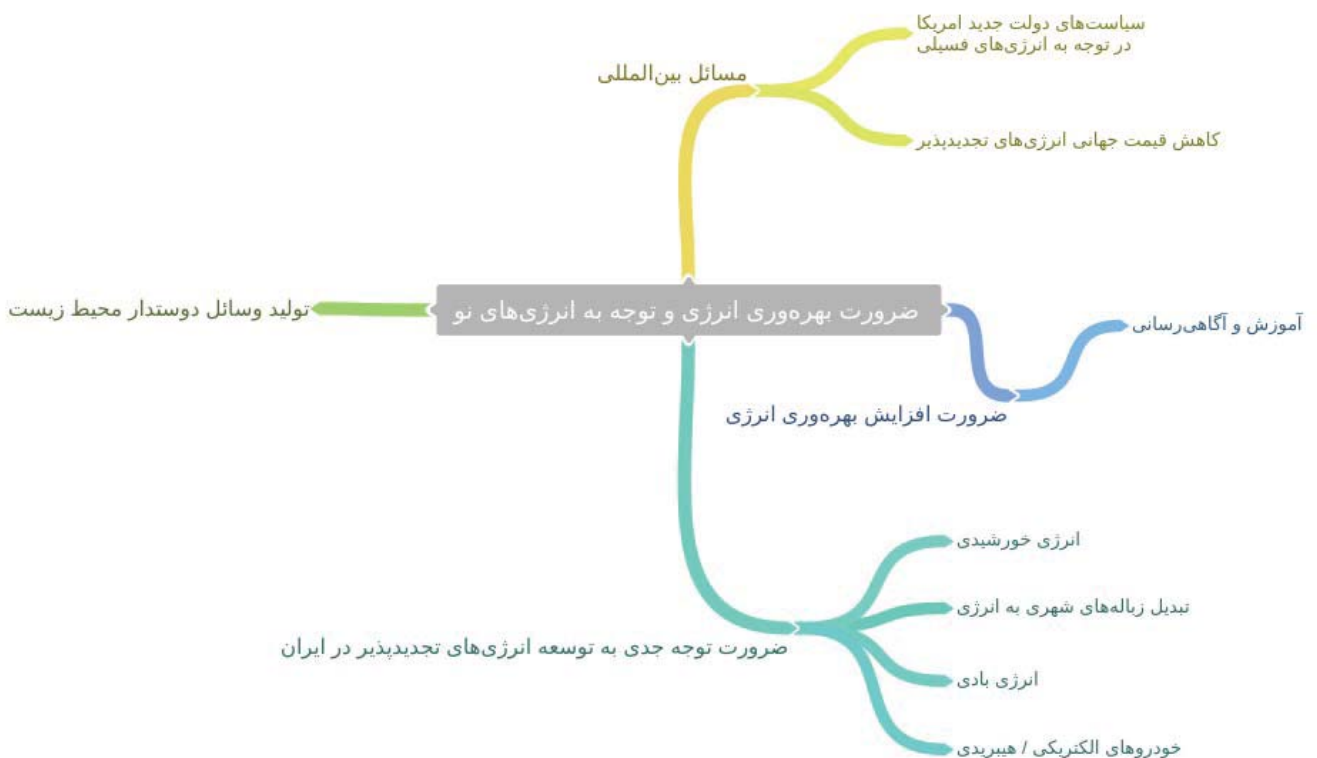 سیاست‌های دولت جدید امریکا
در توجه به انرژی‌های فسیلی
مسائل بین‌المللی
کاهش قیمت جهانی انرژی‌های تجدیدپذیر
ضرورت بهره‌وری انرژی و توجه به انرژی‌های نو
تولید وسائل دوستدار محیط زیست
آموزش و آگاهی‌رسانی
ضرورت افزایش بهره‌وری انرژی
انرژی خورشیدی
تبدیل زباله‌های شهری به انرژی
ضرورت توجه جدی به توسعه انرژی‌های تجدیدپذیر در ایران
انرژی بادی
خودروهای الکتریکی / هیبریدی